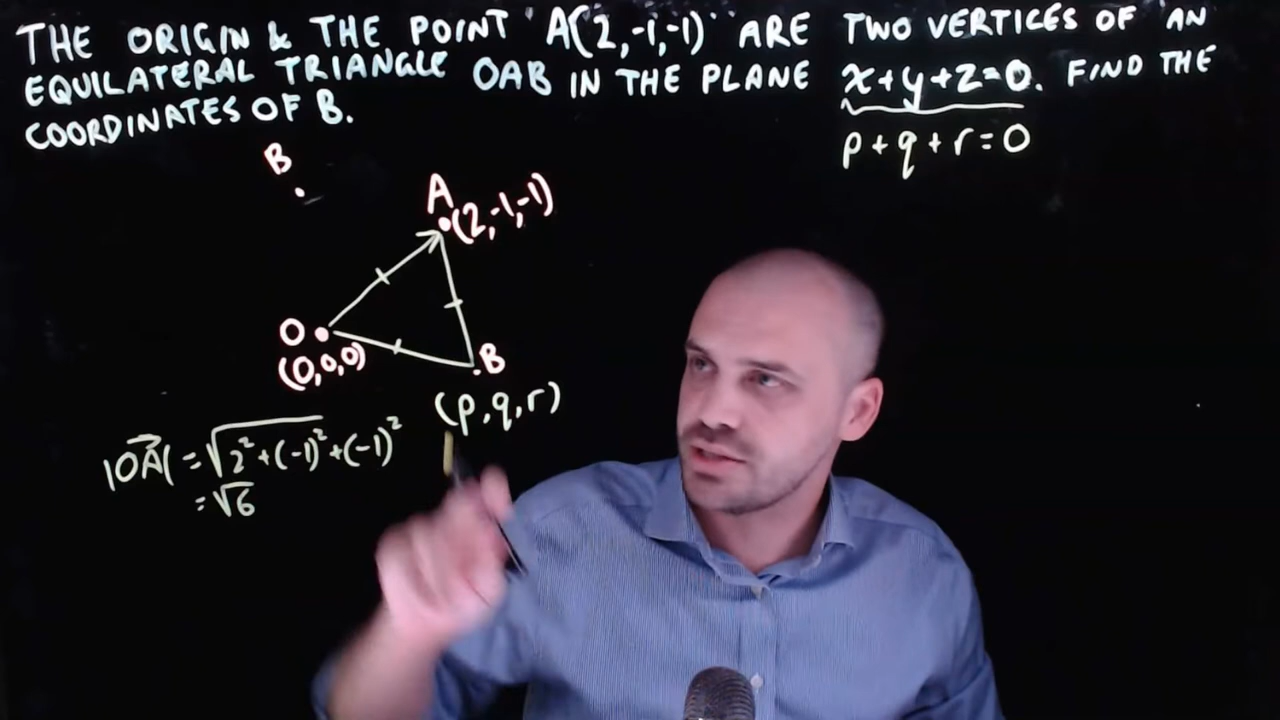 THE ORIGIN & THE POINT A(2,-1,-1) ARE TWO VERTICES OF AN
EQUILATERAL TRIANGLE OAB IN THE PLANE x+y+z=0. FIND THE
COORDINATES OF B.
p+q+r=0
B
A
(2,-1,-1)
O
(0,0,0)
B
(p,q,r)
|OA⃗| = √2²+(-1)²+(-1)²
= √6